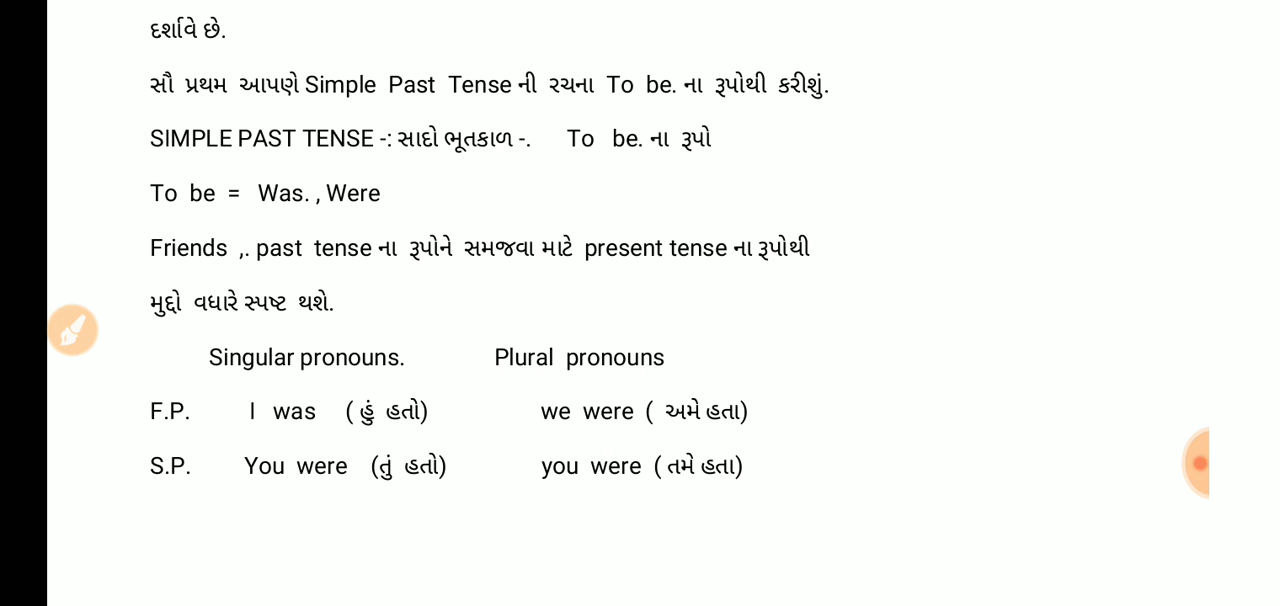 દર્શાવે છે.
સૌ પ્રથમ આપણે Simple Past Tense ની રચના To be. ના રૂપોથી કરીશું.
SIMPLE PAST TENSE -: સાદો ભૂતકાળ -. To be. ના રૂપો
To be = Was. , Were
Friends ,. past tense ના રૂપોને સમજવા માટે present tense ના રૂપોથી
મુદ્દો વધારે સ્પષ્ટ થશે.
Singular pronouns. Plural pronouns
F.P. I was ( હું હતો) we were ( અમે હતા)
S.P. You were (તું હતો) you were ( તમે હતા)